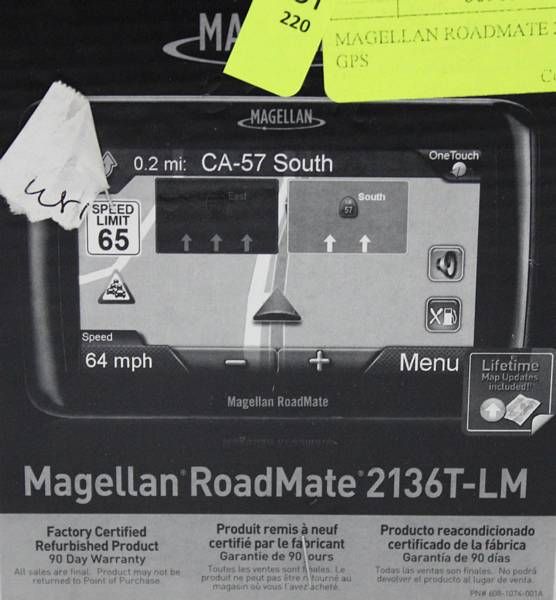 220
MAGELLAN ROADMATE
GPS
MAGELLAN
0.2 mi: CA-57 South
OneTouch
East
South
57
SPEED
LIMIT
65
Speed
64 mph
Menu
Lifetime
Map Updates
included!
Magellan RoadMate
Magellan® RoadMate® 2136T-LM
Factory Certified
Refurbished Product
90 Day Warranty
All sales are final. Product may not be
returned to Point of Purchase.
Produit remis à neuf
certifié par le fabricant
Garantie de 90 jours
Toutes les ventes sont finales. Le
produit ne peut pas être retourné au
magasin où vous l'avez acheté.
Producto reacondicionado
certificado de la fábrica
Garantía de 90 días
Todas las ventas son finales. No podrá
devolver el producto al lugar de venta.
PN# 608-1074-001A